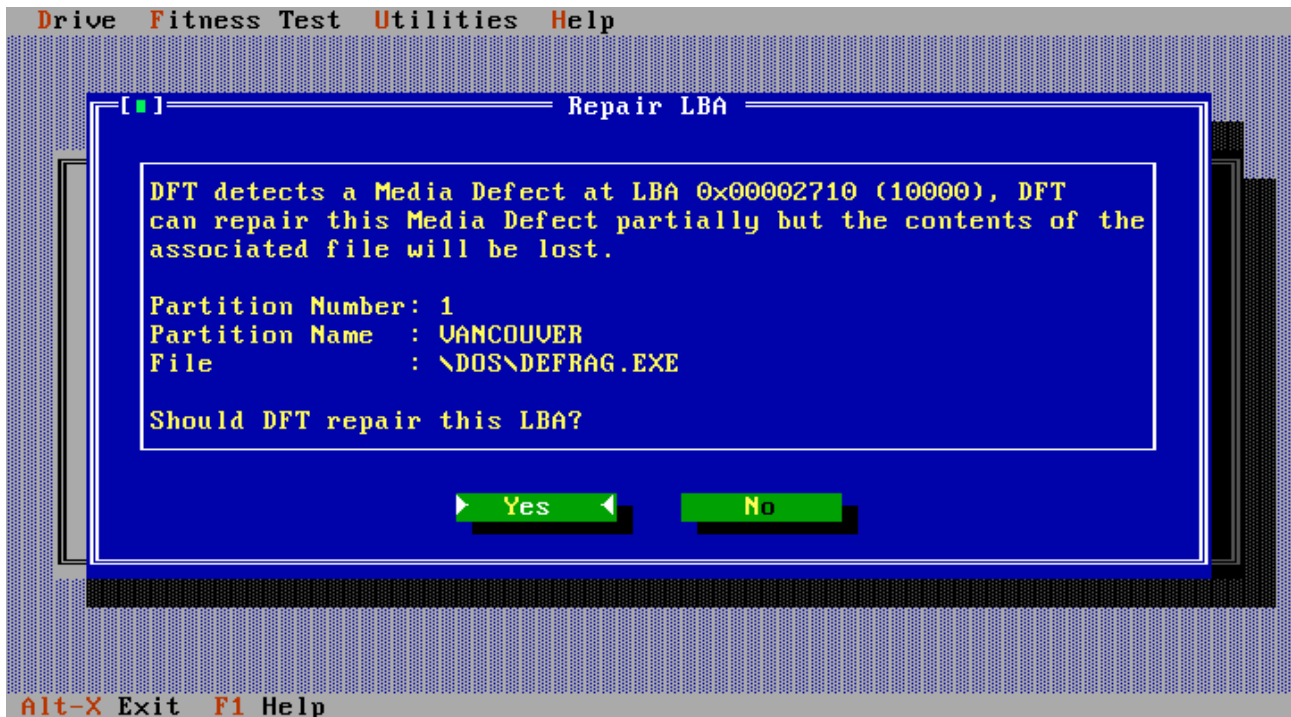 Drive  Fitness Test  Utilities  Help
[■] Repair LBA
DFT detects a Media Defect at LBA 0x00002710 (10000), DFT
can repair this Media Defect partially but the contents of the
associated file will be lost.
Partition Number: 1
Partition Name  : VANCOUVER
File            : \DOS\DEFRAG.EXE
Should DFT repair this LBA?
Yes  No
Alt-X Exit  F1 Help